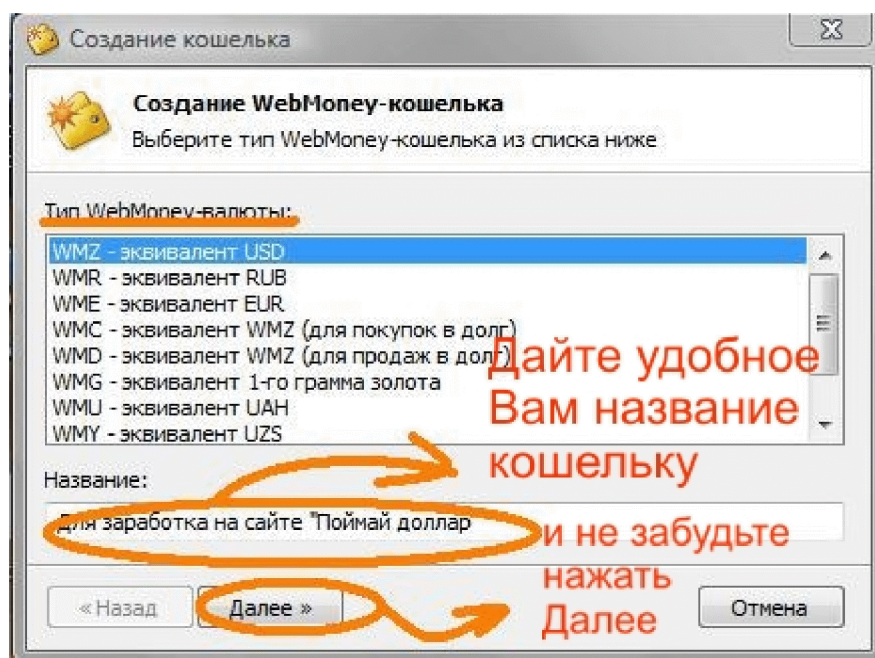 Создание кошелька
Создание WebMoney-кошелька
Выберите тип WebMoney-кошелька из списка ниже
Тип WebMoney-валюты:
WMZ - эквивалент USD
WMR - эквивалент RUB
WME - эквивалент EUR
WMC - эквивалент WMZ (для покупок в долг)
WMD - эквивалент WMZ (для продаж в долг)
WMG - эквивалент 1-го грамма золота
WMU - эквивалент UAH
WMY - эквивалент UZS
Дайте удобное
Вам название
кошельку
Название:
Для заработка на сайте "Поймай доллар
и не забудьте
нажать
Далее
« Назад
Далее »
Отмена